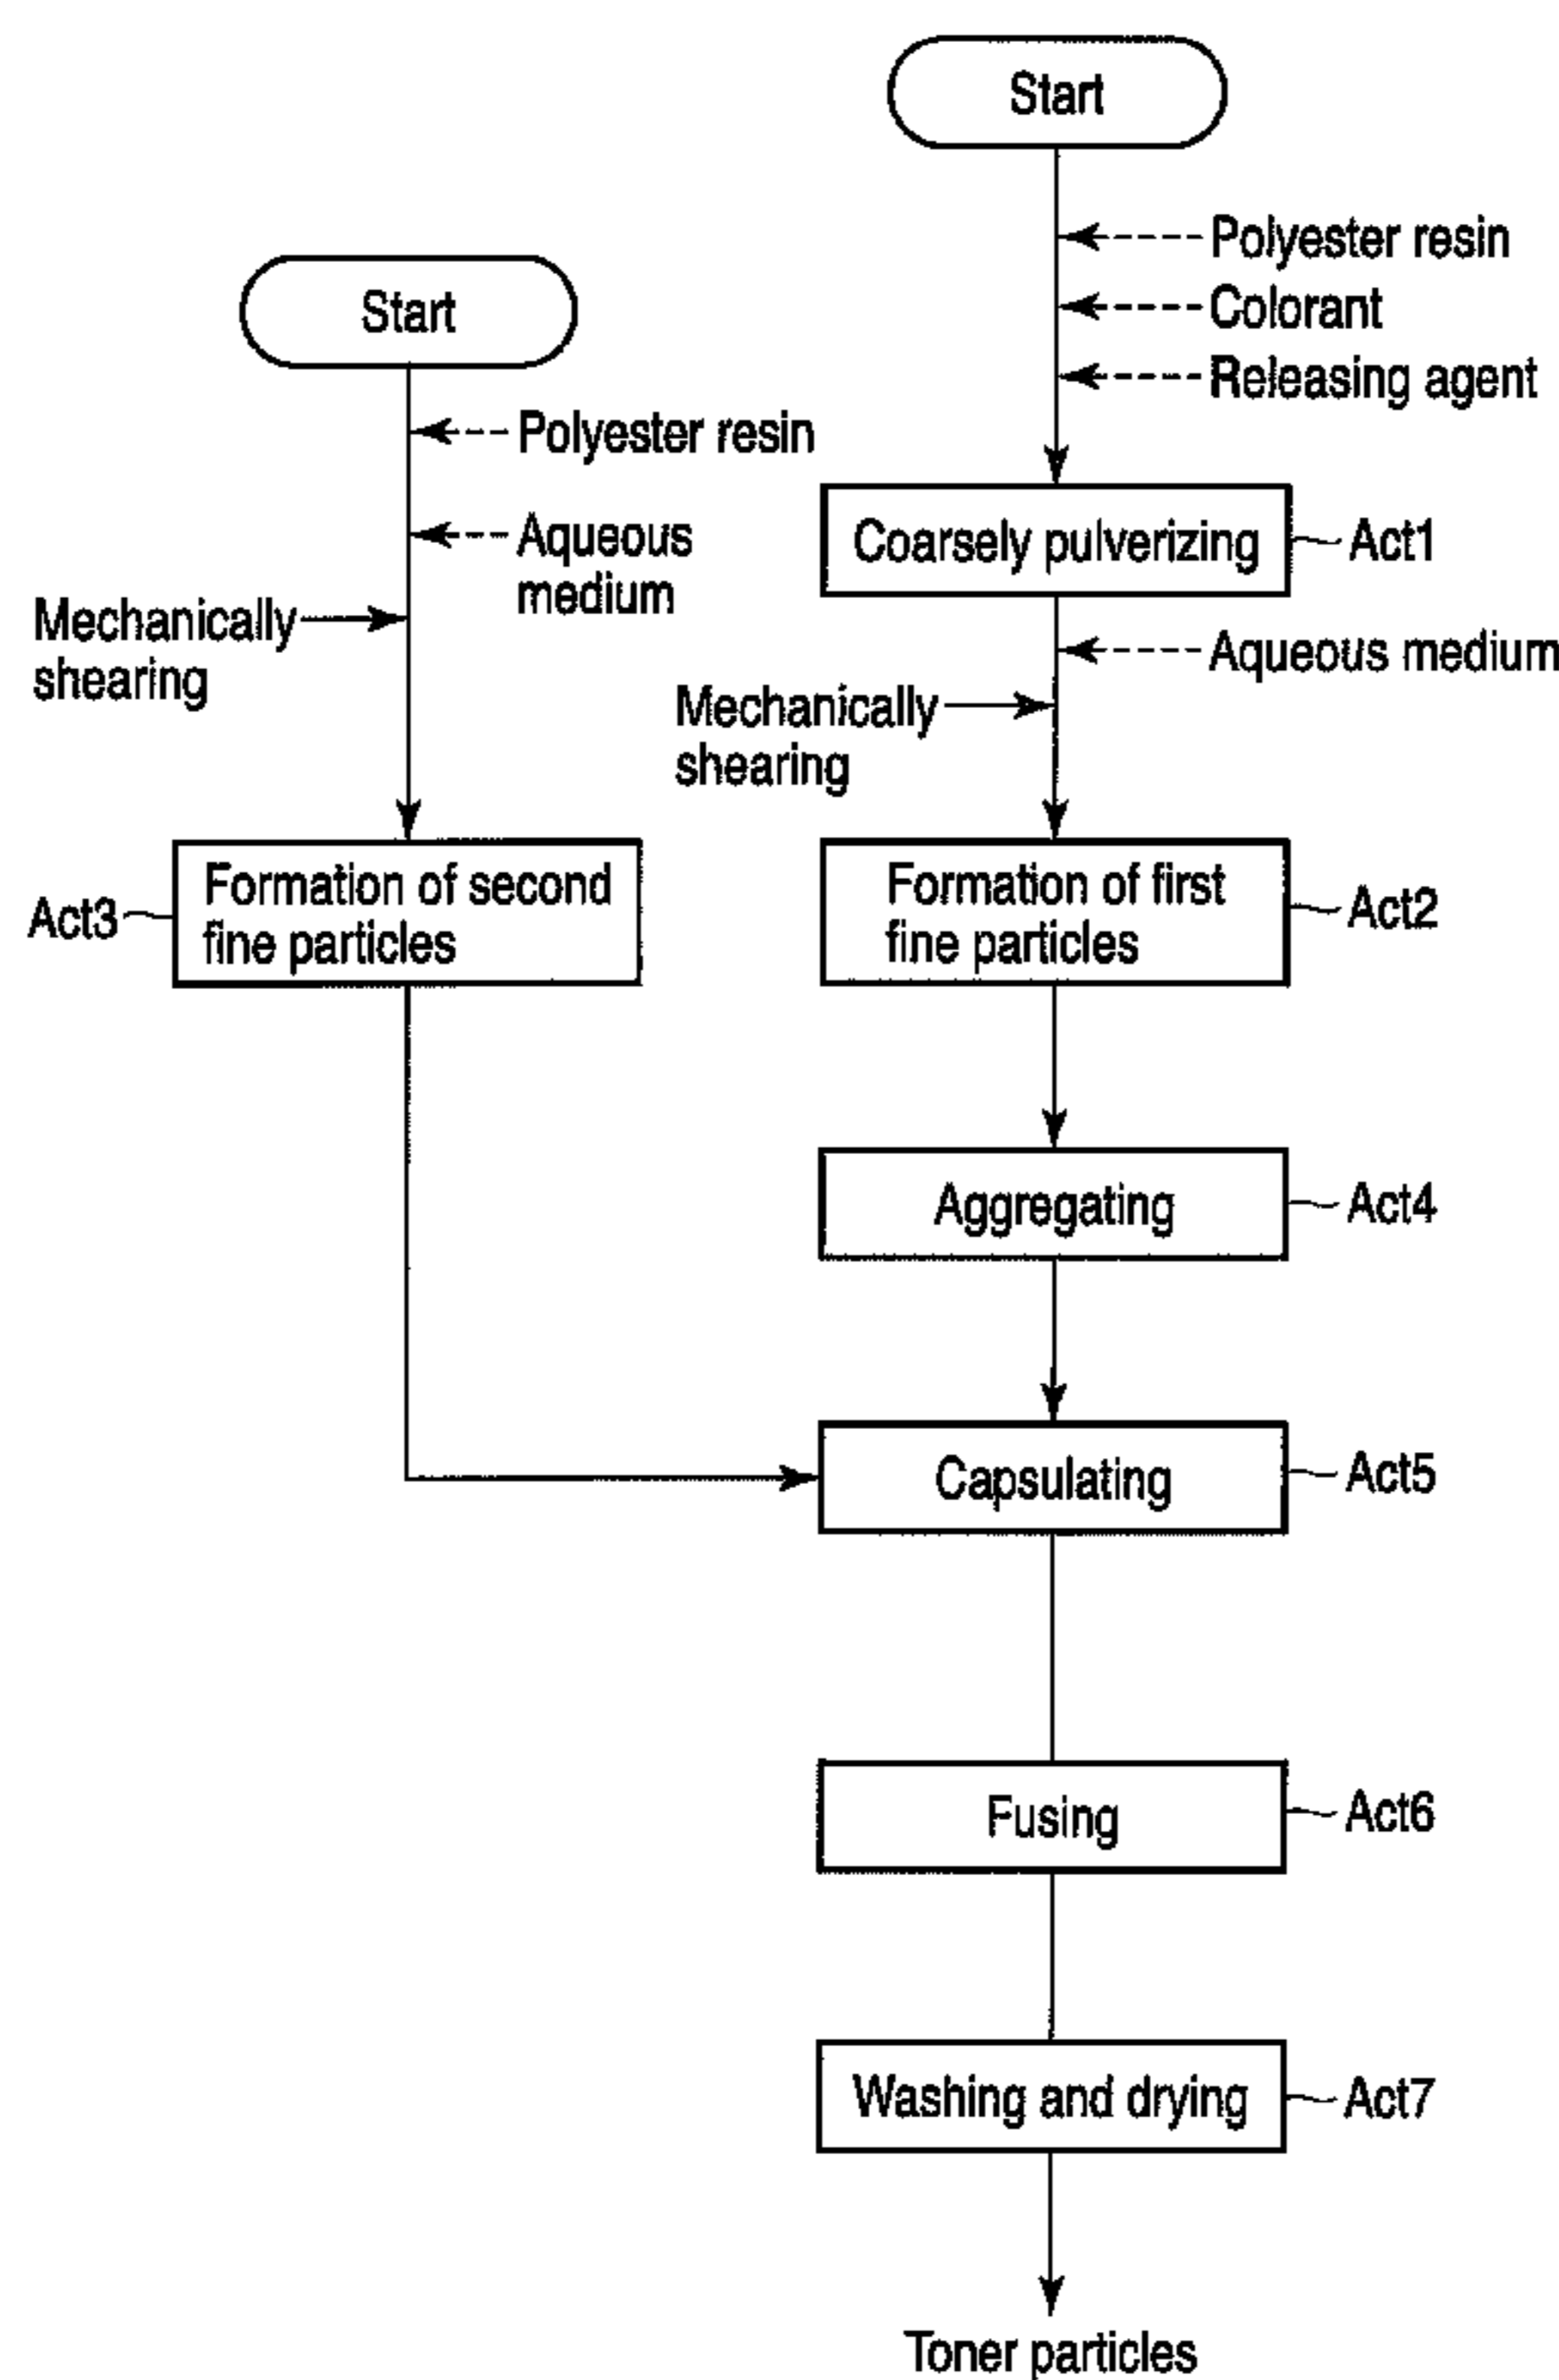 Start
Polyester resin
Colorant
Releasing agent
Start
Polyester resin
Aqueous
medium
Mechanically
shearing
Coarsely pulverizing
Act1
Aqueous medium
Mechanically
shearing
Act3
Formation of second
fine particles
Formation of first
fine particles
Act2
Aggregating
Act4
Capsulating
Act5
Fusing
Act6
Washing and drying
Act7
Toner particles